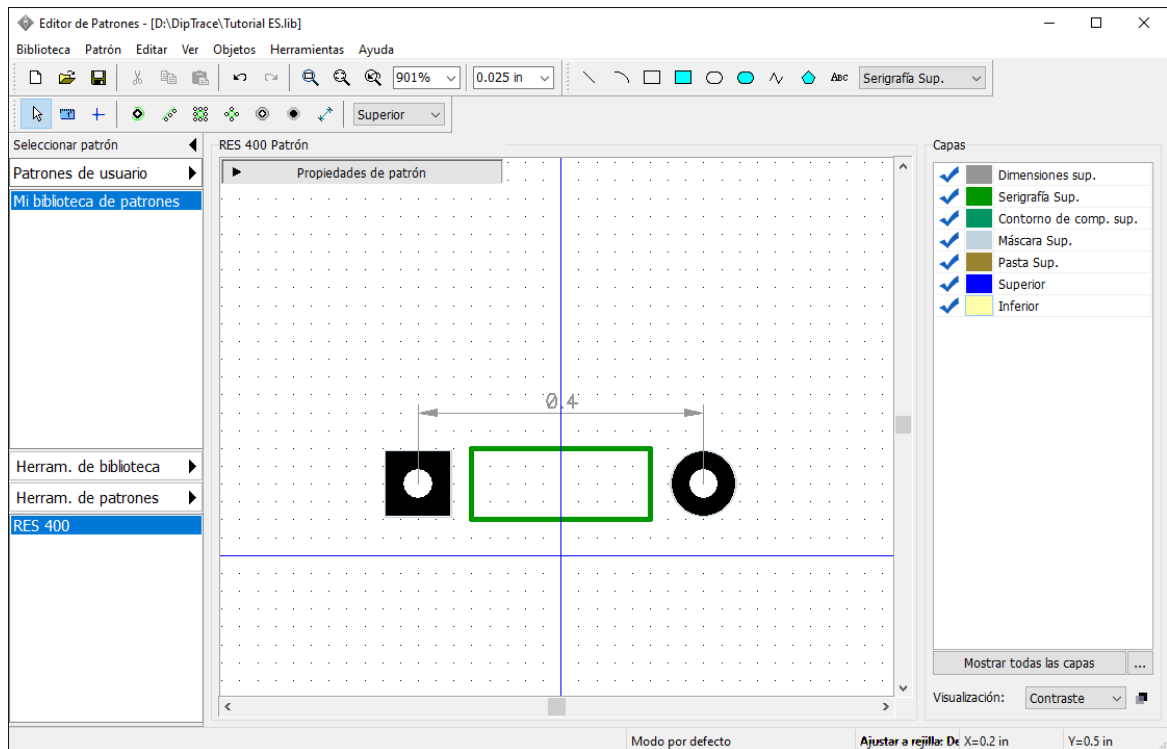 Editor de Patrones - [D:\DipTrace\Tutorial ES.lib]
Biblioteca Patrón Editar Ver Objetos Herramientas Ayuda
901% 0.025 in ABC Serigrafía Sup.
Superior
Seleccionar patrón
Patrones de usuario
Mi biblioteca de patrones
Herram. de biblioteca
Herram. de patrones
RES 400
RES 400 Patrón
Propiedades de patrón
0.4
Capas
Dimensiones sup.
Serigrafía Sup.
Contorno de comp. sup.
Máscara Sup.
Pasta Sup.
Superior
Inferior
Mostrar todas las capas ...
Visualización: Contraste
Modo por defecto Ajustar a rejilla: De X=0.2 in Y=0.5 in